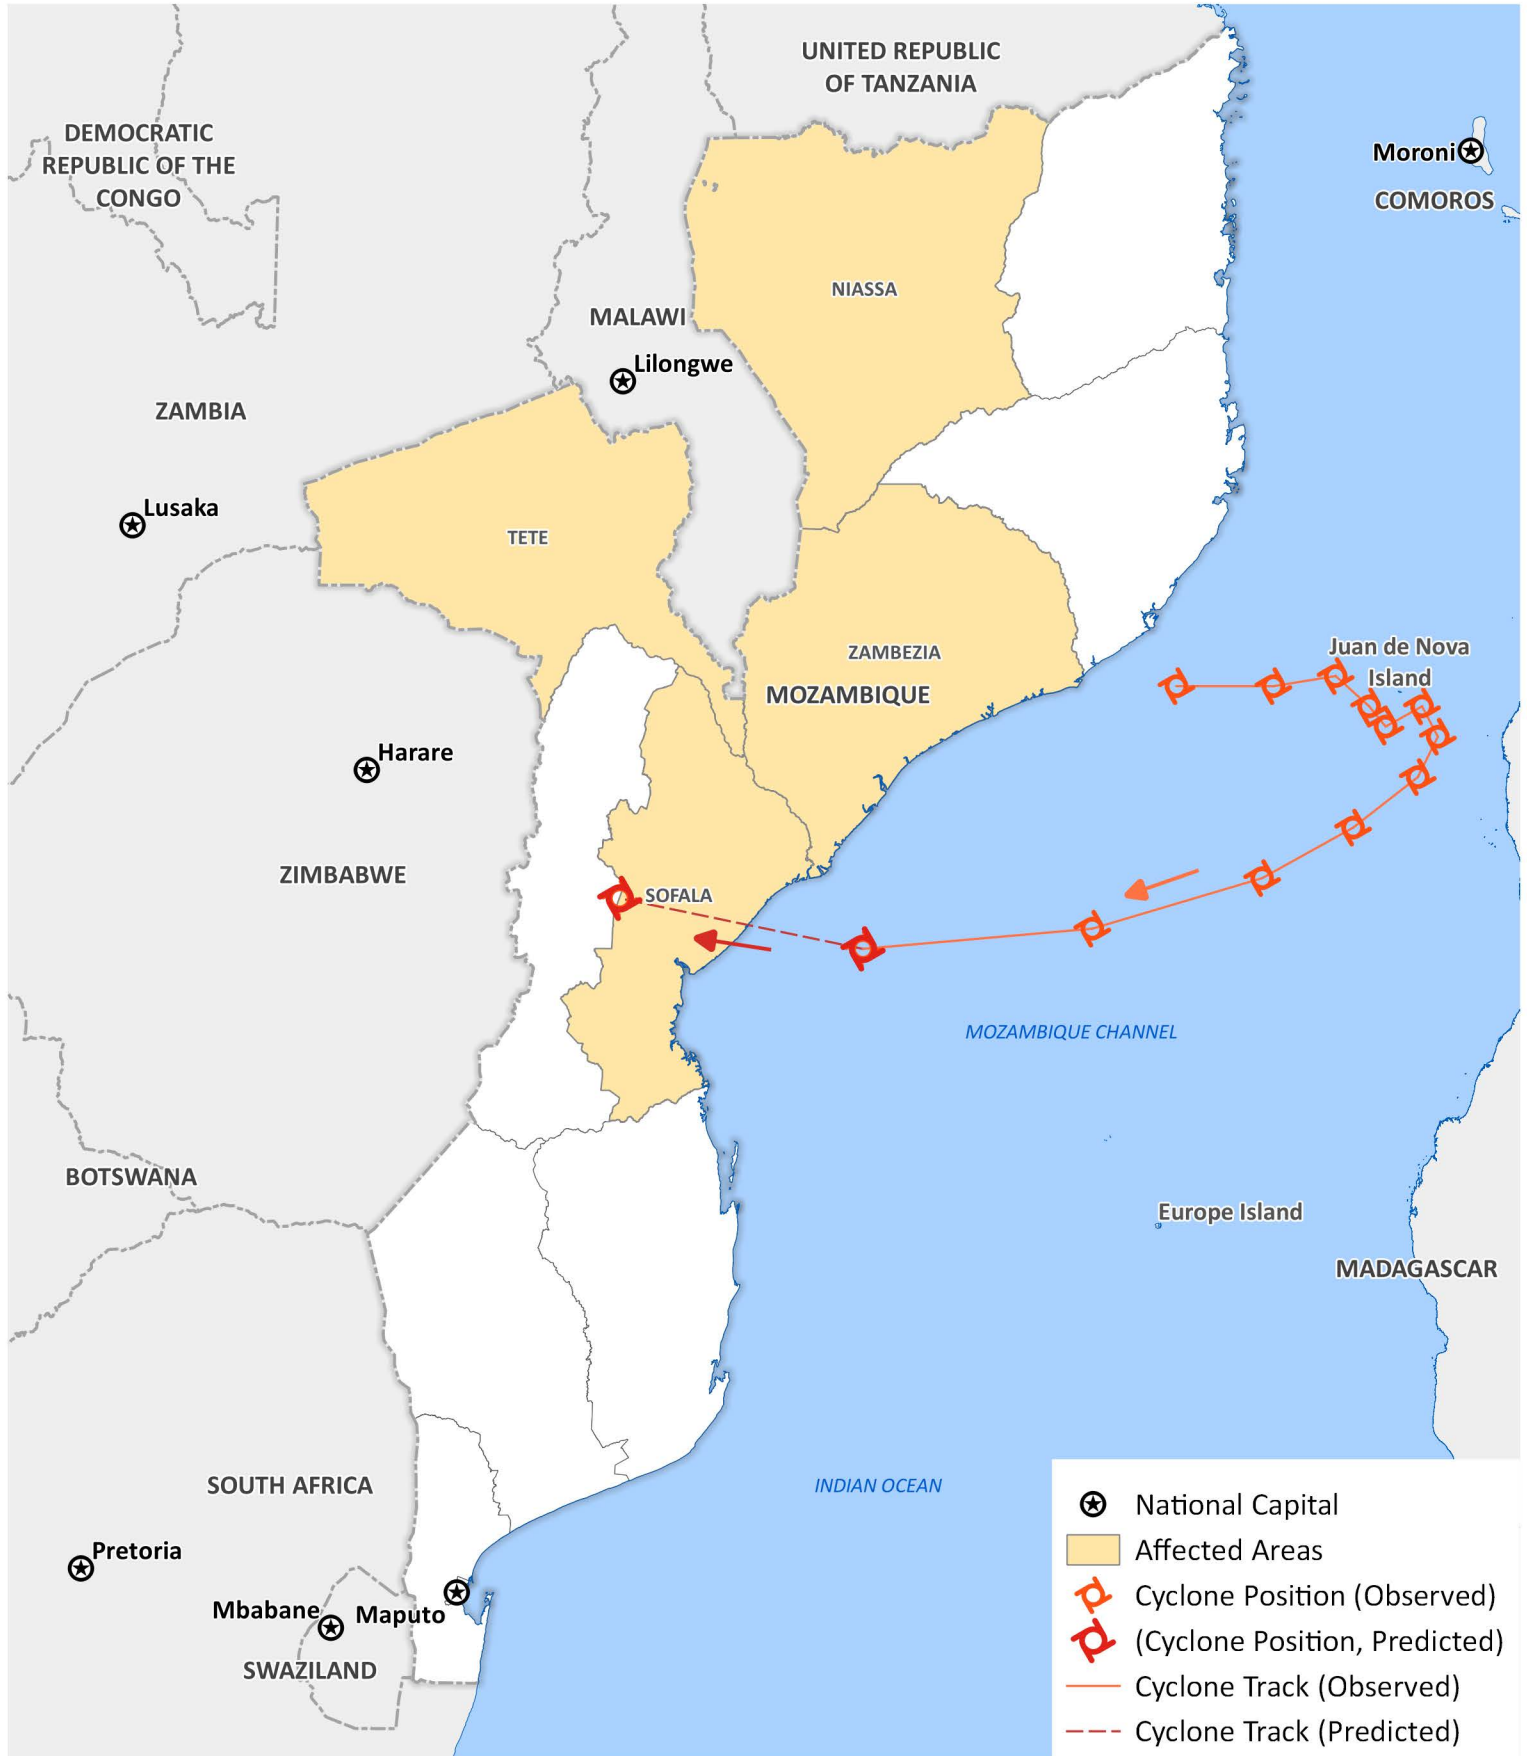 UNITED REPUBLIC
OF TANZANIA
DEMOCRATIC
REPUBLIC OF THE
CONGO
Moroni
COMOROS
NIASSA
MALAWI
Lilongwe
ZAMBIA
Lusaka
TETE
Juan de Nova
Island
ZAMBEZIA
MOZAMBIQUE
Harare
ZIMBABWE
SOFALA
MOZAMBIQUE CHANNEL
BOTSWANA
Europe Island
MADAGASCAR
SOUTH AFRICA
INDIAN OCEAN
Pretoria
Mbabane
Maputo
SWAZILAND
National Capital
Affected Areas
Cyclone Position (Observed)
(Cyclone Position, Predicted)
Cyclone Track (Observed)
Cyclone Track (Predicted)